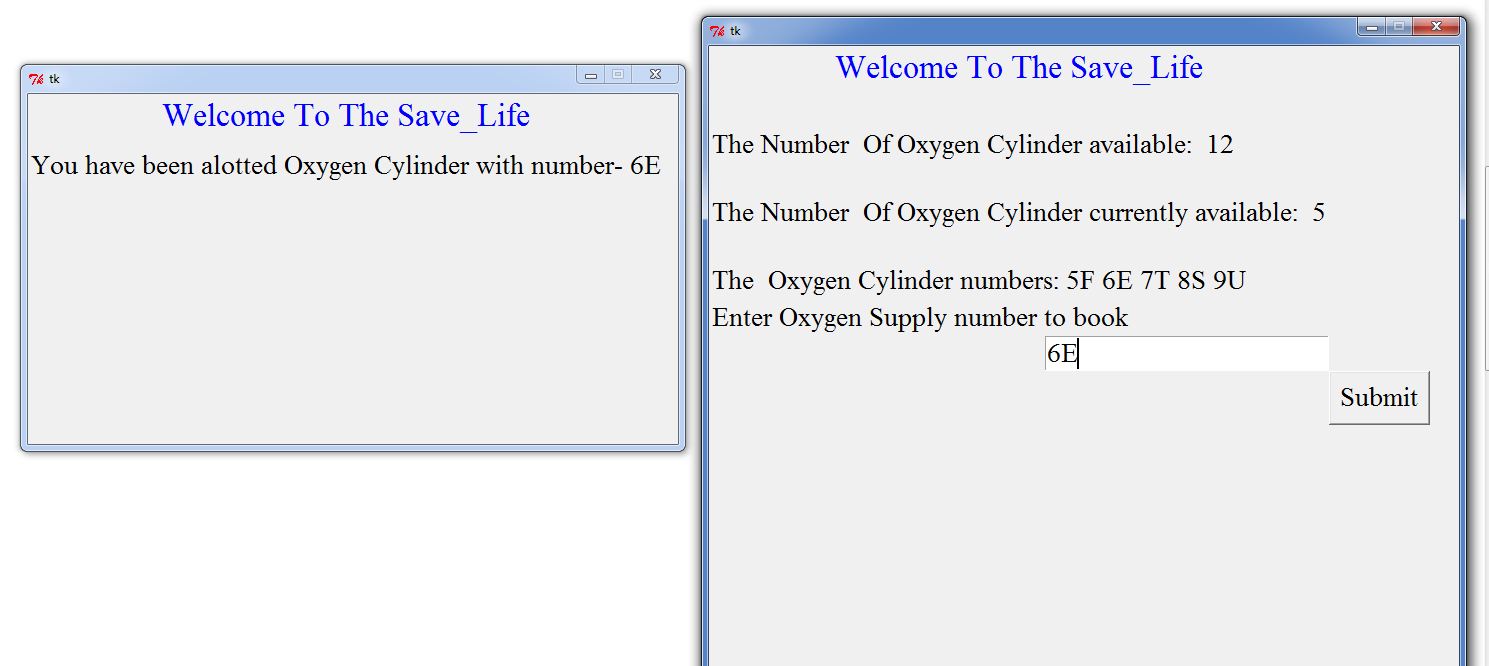 tk
Welcome To The Save_Life
You have been alotted Oxygen Cylinder with number- 6E
tk
Welcome To The Save_Life
The Number  Of Oxygen Cylinder available:  12
The Number  Of Oxygen Cylinder currently available:  5
The  Oxygen Cylinder numbers: 5F 6E 7T 8S 9U
Enter Oxygen Supply number to book
6E
Submit